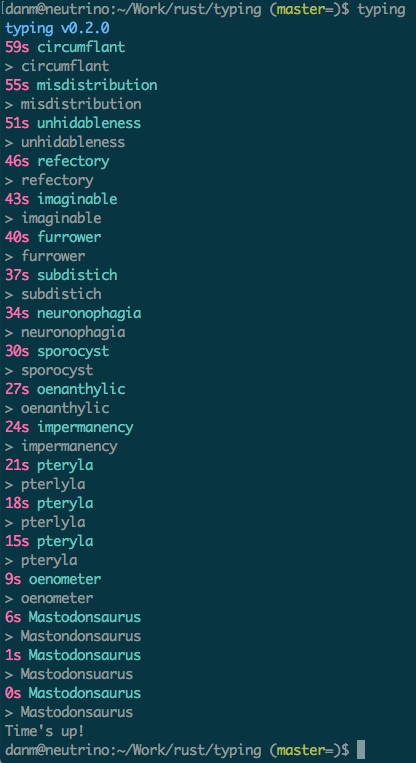 danm@neutrino:~/Work/rust/typing (master=)$ typing
typing v0.2.0
59s circumflant
> circumflant
55s misdistribution
> misdistribution
51s unhidableness
> unhidableness
46s refectory
> refectory
43s imaginable
> imaginable
40s furrower
> furrower
37s subdistich
> subdistich
34s neuronophagia
> neuronophagia
30s sporocyst
> sporocyst
27s oenanthylic
> oenanthylic
24s impermanency
> impermanency
21s pteryla
> pterlyla
18s pteryla
> pterlyla
15s pteryla
> pteryla
9s oenometer
> oenometer
6s Mastodonsaurus
> Mastondonsaurus
1s Mastodonsaurus
> Mastodonsuarus
0s Mastodonsaurus
> Mastodonsaurus
Time's up!
danm@neutrino:~/Work/rust/typing (master=)$